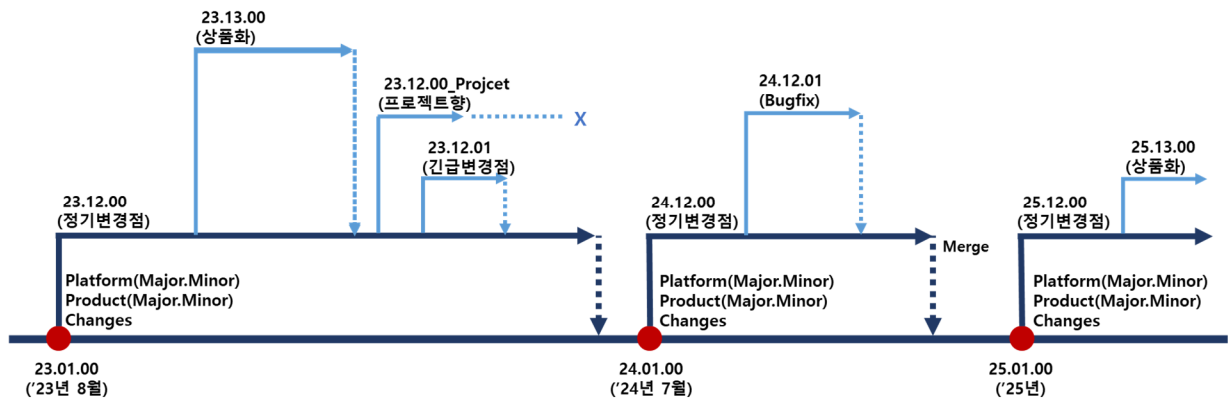 23.13.00
(상품화)
23.12.00_Projcet
(프로젝트향)
X
23.12.01
(긴급변경점)
24.12.01
(Bugfix)
25.13.00
(상품화)
23.12.00
(정기변경점)
24.12.00
(정기변경점)
25.12.00
(정기변경점)
Merge
Platform(Major.Minor)
Product(Major.Minor)
Changes
Platform(Major.Minor)
Product(Major.Minor)
Changes
Platform(Major.Minor)
Product(Major.Minor)
Changes
23.01.00
(’23년 8월)
24.01.00
(’24년 7월)
25.01.00
(’25년)